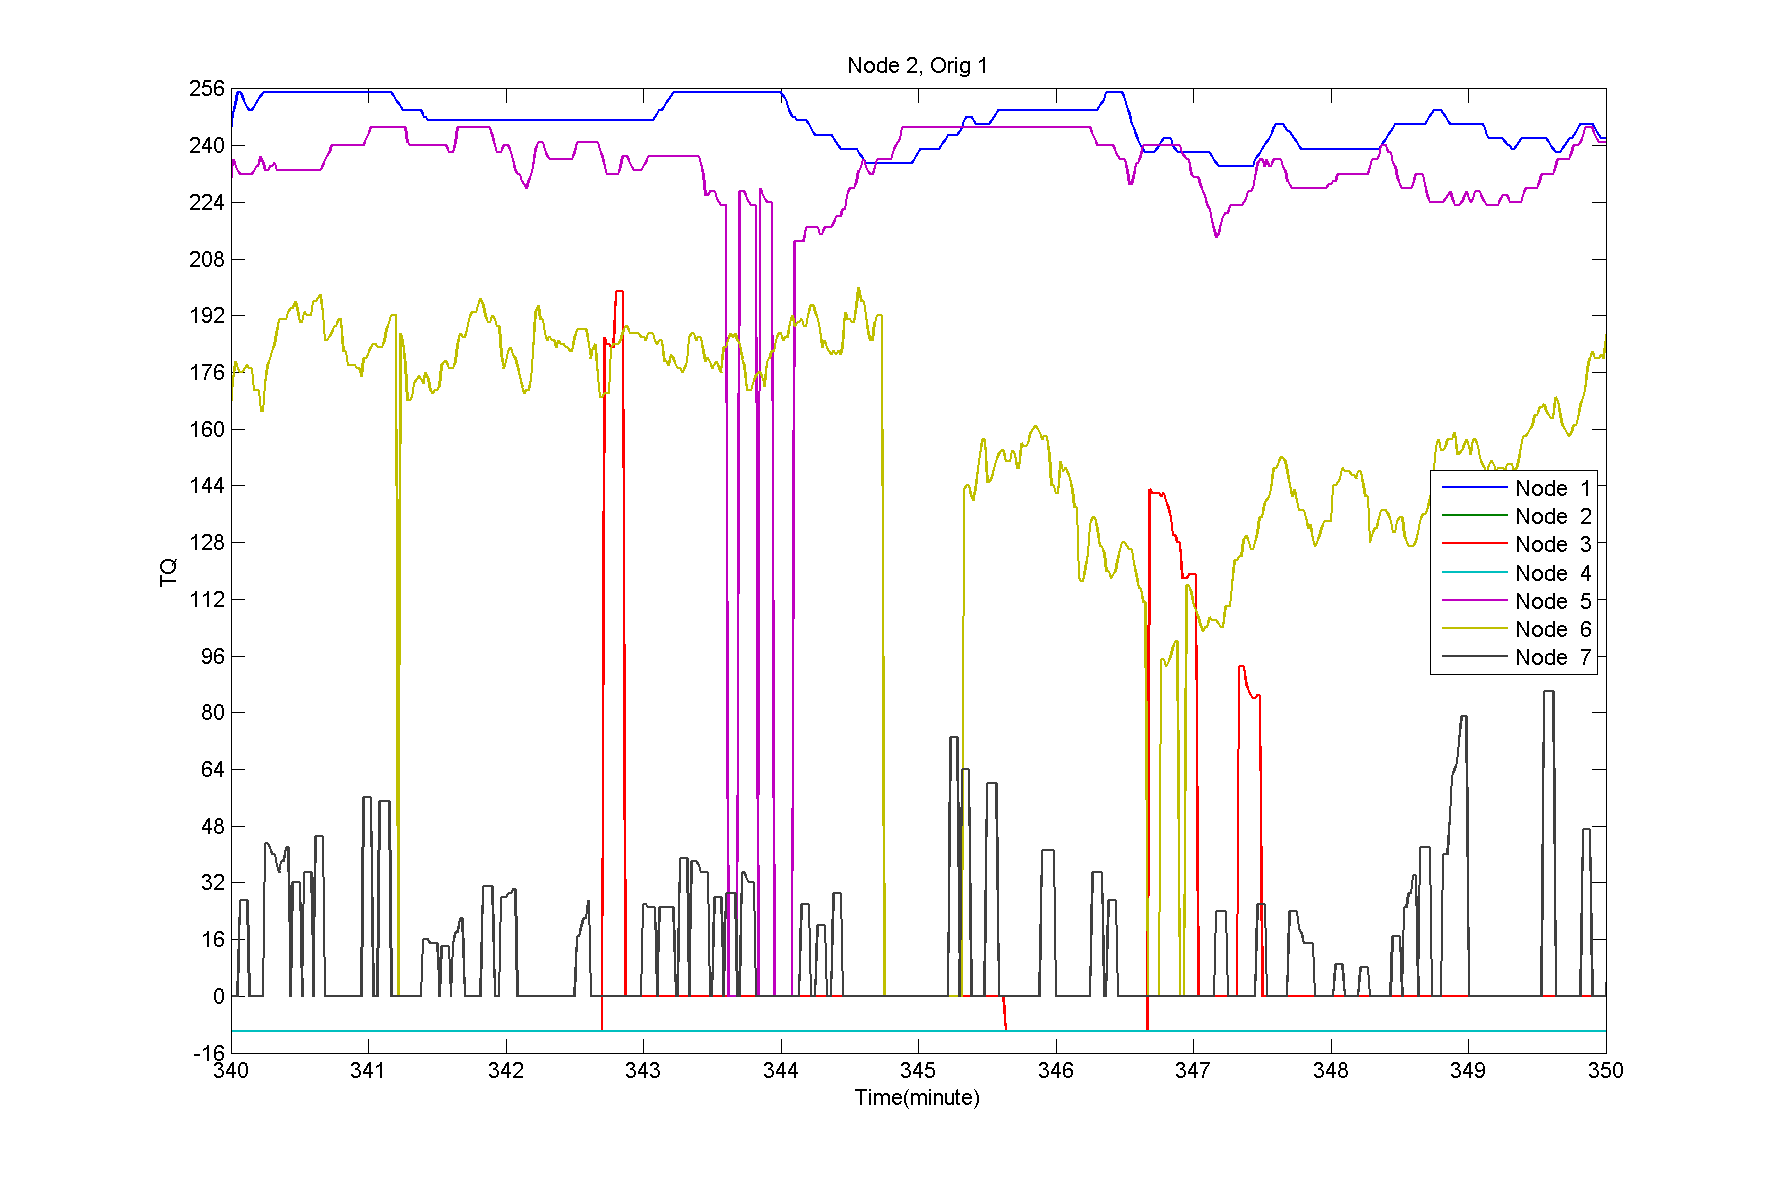 Node 2, Orig 1
256
240
224
208
192
176
160
144
128
112
96
80
64
48
32
16
0
-16
TQ
Node 1
Node 2
Node 3
Node 4
Node 5
Node 6
Node 7
340 341 342 343 344 345 346 347 348 349 350
Time(minute)